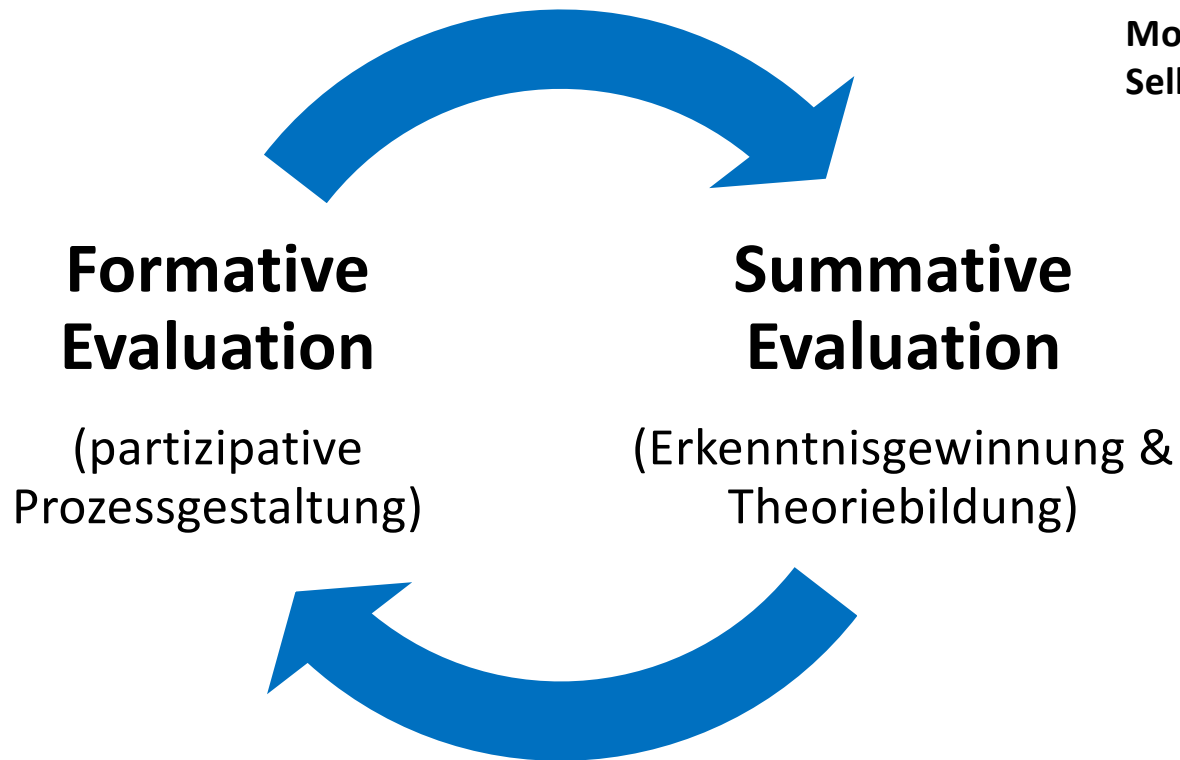 Formative
Evaluation
(partizipative
Prozessgestaltung)
Summative
Evaluation
(Erkenntnisgewinnung &
Theoriebildung)